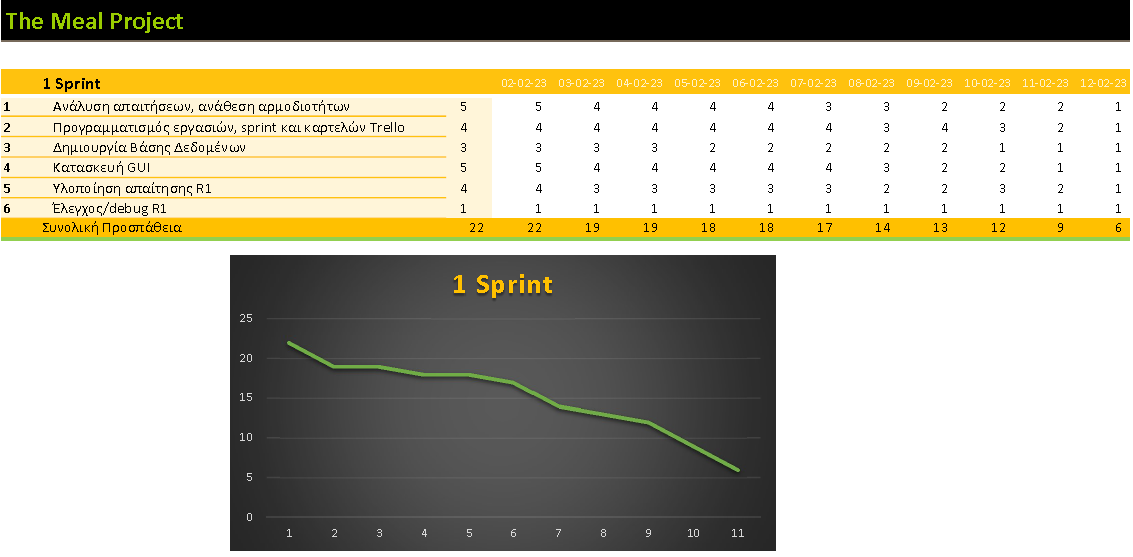 The Meal Project
1 Sprint 02-02-23 03-02-23 04-02-23 05-02-23 06-02-23 07-02-23 08-02-23 09-02-23 10-02-23 11-02-23 12-02-23
1 Ανάλυση απαιτήσεων, ανάθεση αρμοδιοτήτων 5 5 4 4 4 4 3 3 2 2 2 1
2 Προγραμματισμός εργασιών, sprint και καρτελών Trello 4 4 4 4 4 4 4 3 4 3 2 1
3 Δημιουργία Βάσης Δεδομένων 3 3 3 3 2 2 2 2 2 1 1 1
4 Κατασκευή GUI 5 5 4 4 4 4 4 3 2 2 1 1
5 Υλοποίηση απαίτησης R1 4 4 3 3 3 3 3 2 2 3 2 1
6 Έλεγχος/debug R1 1 1 1 1 1 1 1 1 1 1 1 1
Συνολική Προσπάθεια 22 22 19 19 18 18 17 14 13 12 9 6
1 Sprint
25
20
15
10
5
0
1 2 3 4 5 6 7 8 9 10 11